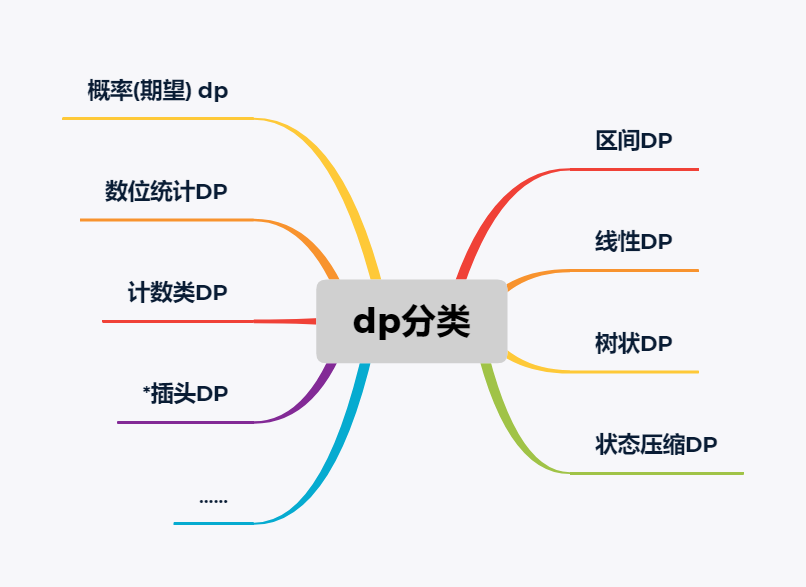 概率(期望) dp
数位统计DP
计数类DP
*插头DP
......
dp分类
区间DP
线性DP
树状DP
状态压缩DP